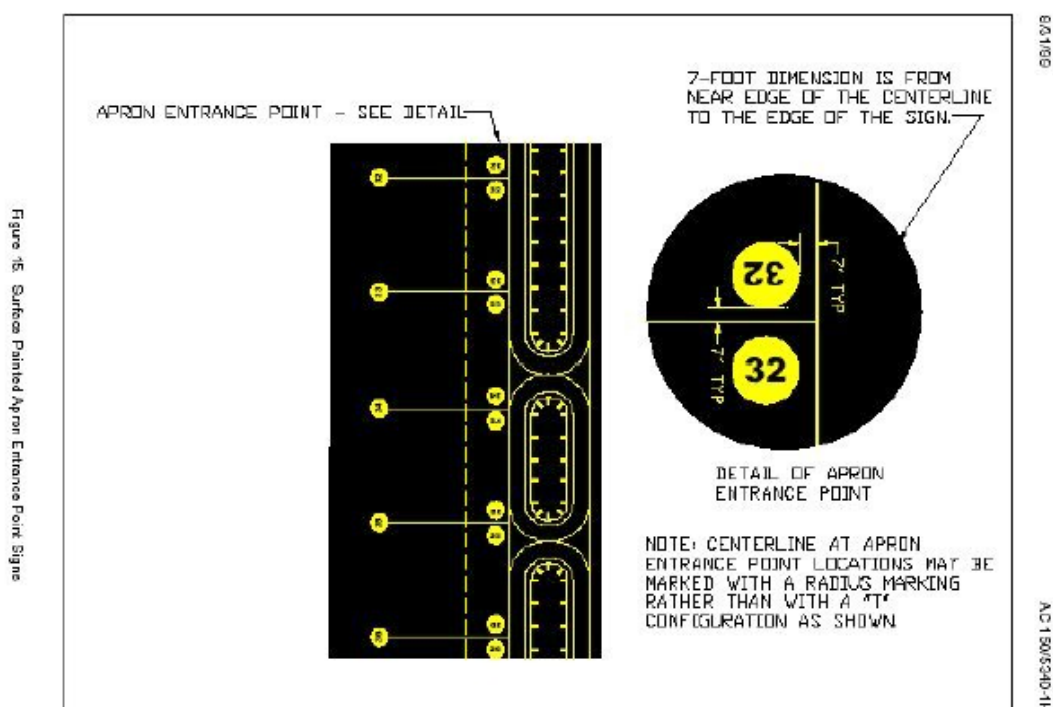 APRON ENTRANCE POINT - SEE DETAIL
7-FOOT DIMENSION IS FROM
NEAR EDGE OF THE CENTERLINE
TO THE EDGE OF THE SIGN.
32
7' TYP
32
7' TYP
DETAIL OF APRON
ENTRANCE POINT
NOTE: CENTERLINE AT APRON
ENTRANCE POINT LOCATIONS MAY BE
MARKED WITH A RADIUS MARKING
RATHER THAN WITH A "T"
CONFIGURATION AS SHOWN
Figure 15. Surface Painted Apron Entrance Point Signs
AC 150/5340-1H